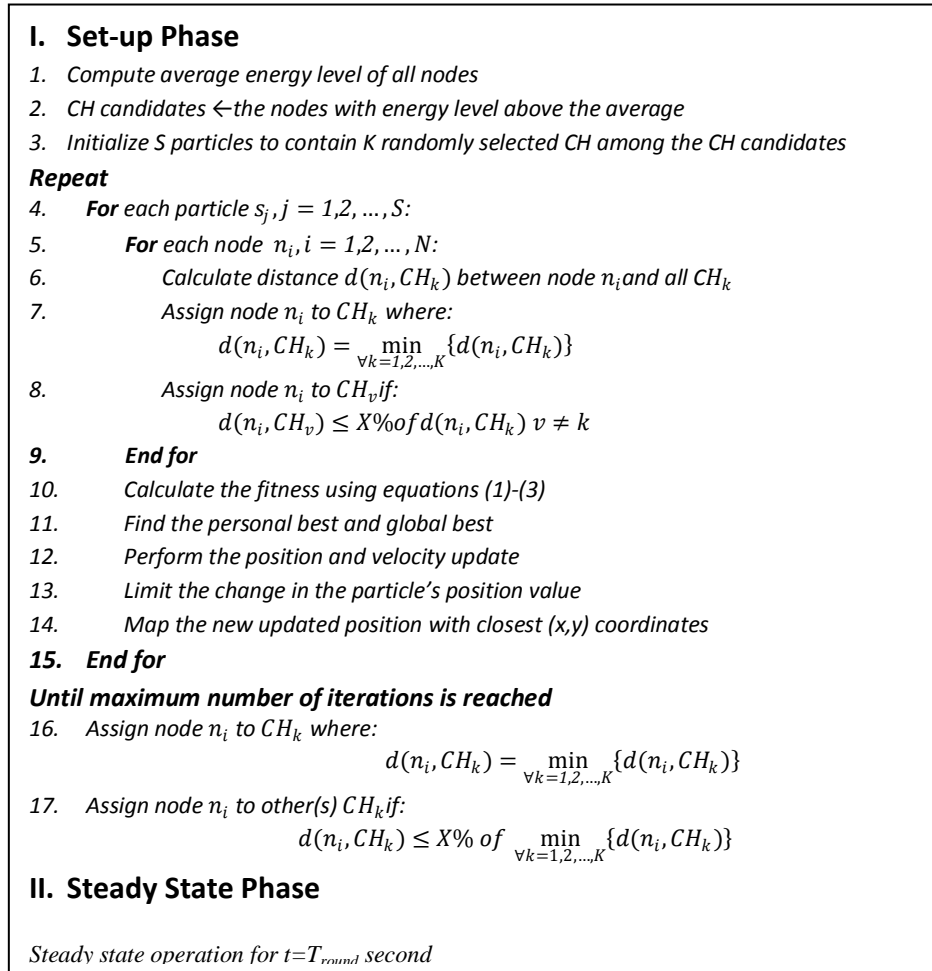 I. Set-up Phase
1. Compute average energy level of all nodes
2. CH candidates ←the nodes with energy level above the average
3. Initialize S particles to contain K randomly selected CH among the CH candidates
Repeat
4. For each particle s_j, j = 1,2, …, S:
5. For each node n_i, i = 1,2, …, N:
6. Calculate distance d(n_i, CH_k) between node n_i and all CH_k
7. Assign node n_i to CH_k where:
d(n_i, CH_k) = min_{∀k=1,2,…,K}{d(n_i, CH_k)}
8. Assign node n_i to CH_v if:
d(n_i, CH_v) ≤ X%of d(n_i, CH_k) v ≠ k
9. End for
10. Calculate the fitness using equations (1)-(3)
11. Find the personal best and global best
12. Perform the position and velocity update
13. Limit the change in the particle's position value
14. Map the new updated position with closest (x,y) coordinates
15. End for
Until maximum number of iterations is reached
16. Assign node n_i to CH_k where:
d(n_i, CH_k) = min_{∀k=1,2,…,K}{d(n_i, CH_k)}
17. Assign node n_i to other(s) CH_k if:
d(n_i, CH_k) ≤ X% of min_{∀k=1,2,…,K}{d(n_i, CH_k)}
II. Steady State Phase
Steady state operation for t=T_round second